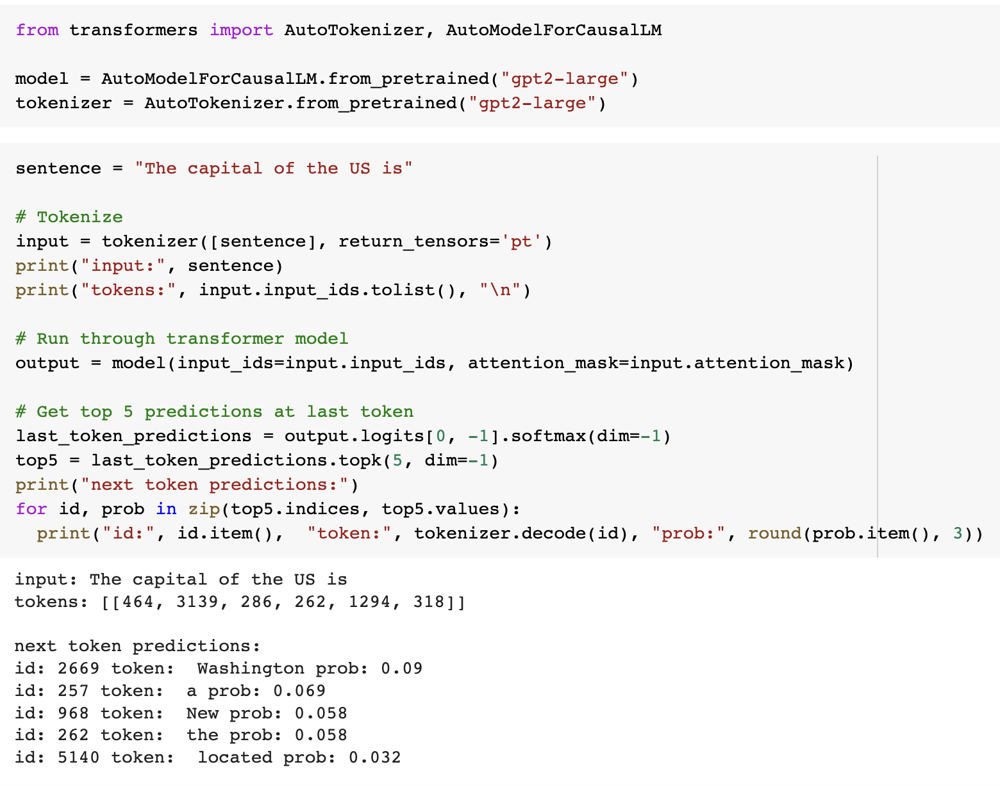 from transformers import AutoTokenizer, AutoModelForCausalLM
model = AutoModelForCausalLM.from_pretrained("gpt2-large")
tokenizer = AutoTokenizer.from_pretrained("gpt2-large")
sentence = "The capital of the US is"
# Tokenize
input = tokenizer([sentence], return_tensors='pt')
print("input:", sentence)
print("tokens:", input.input_ids.tolist(), "\n")
# Run through transformer model
output = model(input_ids=input.input_ids, attention_mask=input.attention_mask)
# Get top 5 predictions at last token
last_token_predictions = output.logits[0, -1].softmax(dim=-1)
top5 = last_token_predictions.topk(5, dim=-1)
print("next token predictions:")
for id, prob in zip(top5.indices, top5.values):
  print("id:", id.item(),  "token:", tokenizer.decode(id), "prob:", round(prob.item(), 3))
input: The capital of the US is
tokens: [[464, 3139, 286, 262, 1294, 318]]
next token predictions:
id: 2669 token:  Washington prob: 0.09
id: 257 token:  a prob: 0.069
id: 968 token:  New prob: 0.058
id: 262 token:  the prob: 0.058
id: 5140 token:  located prob: 0.032